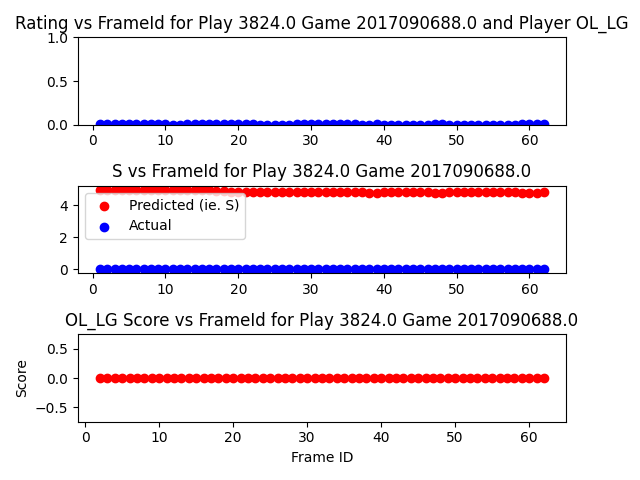 Rating vs FrameId for Play 3824.0 Game 2017090688.0 and Player OL_LG
1.0
0.5
0.0
0 10 20 30 40 50 60
S vs FrameId for Play 3824.0 Game 2017090688.0
4
2
0
Predicted (ie. S)
Actual
0 10 20 30 40 50 60
OL_LG Score vs FrameId for Play 3824.0 Game 2017090688.0
Score
0.5
0.0
−0.5
0 10 20 30 40 50 60
Frame ID